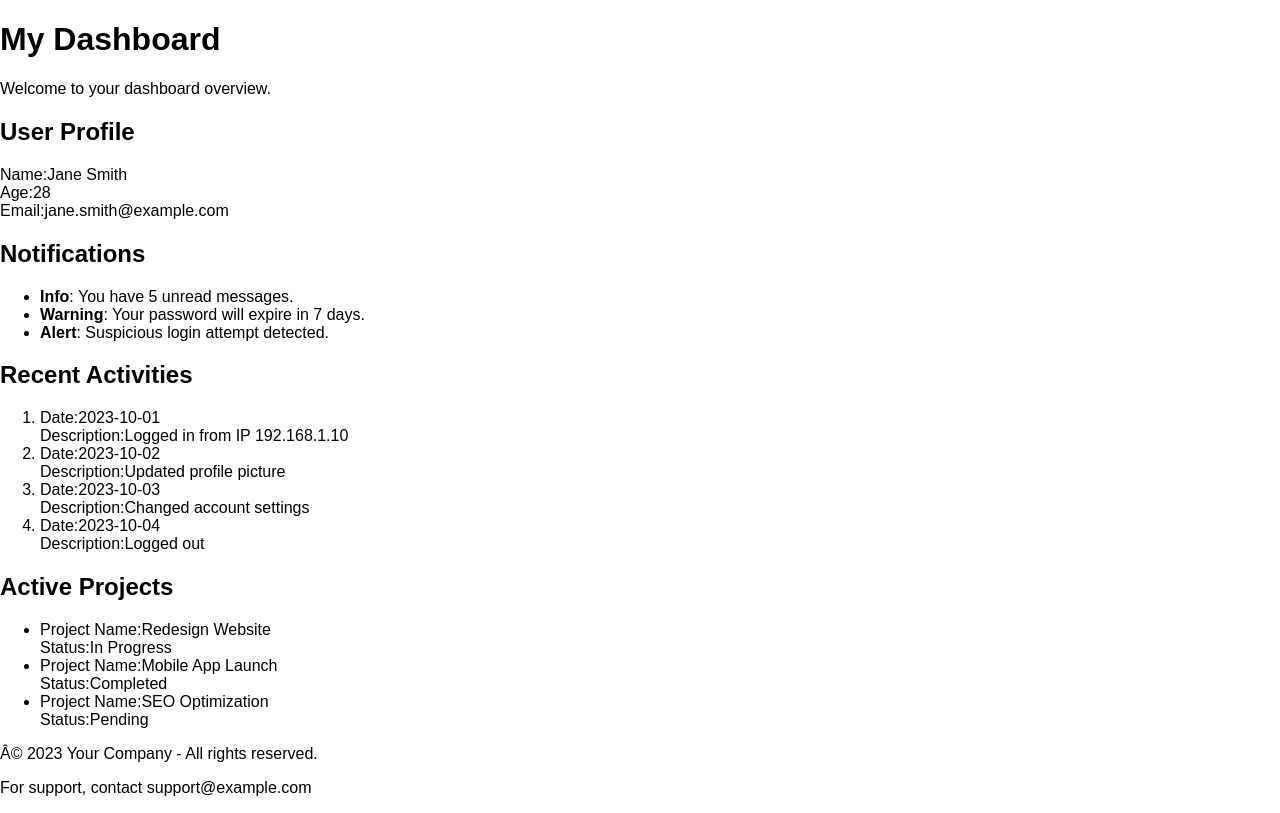 My Dashboard
Welcome to your dashboard overview.
User Profile
Name:Jane Smith
Age:28
Email:jane.smith@example.com
Notifications
• Info: You have 5 unread messages.
• Warning: Your password will expire in 7 days.
• Alert: Suspicious login attempt detected.
Recent Activities
1. Date:2023-10-01
Description:Logged in from IP 192.168.1.10
2. Date:2023-10-02
Description:Updated profile picture
3. Date:2023-10-03
Description:Changed account settings
4. Date:2023-10-04
Description:Logged out
Active Projects
• Project Name:Redesign Website
Status:In Progress
• Project Name:Mobile App Launch
Status:Completed
• Project Name:SEO Optimization
Status:Pending
Â© 2023 Your Company - All rights reserved.
For support, contact support@example.com